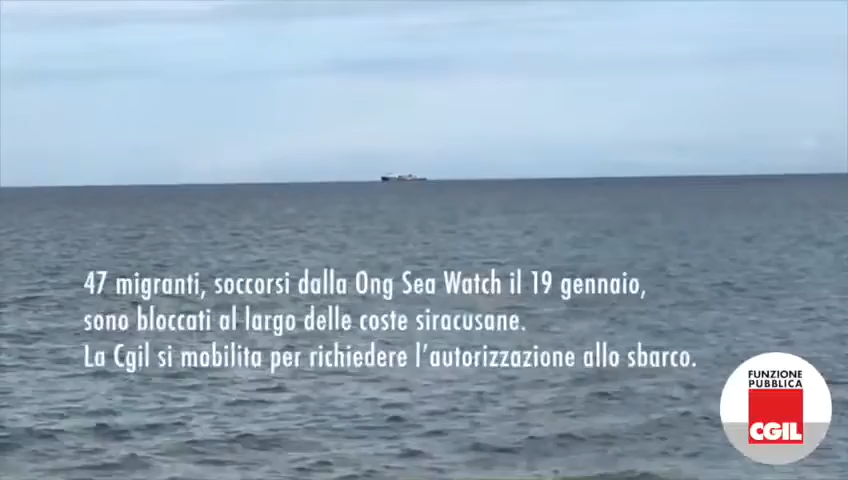 47 migranti, soccorsi dalla Ong Sea Watch il 19 gennaio,
sono bloccati al largo delle coste siracusane.
La Cgil si mobilita per richiedere l'autorizzazione allo sbarco.
FUNZIONE
PUBBLICA
CGIL